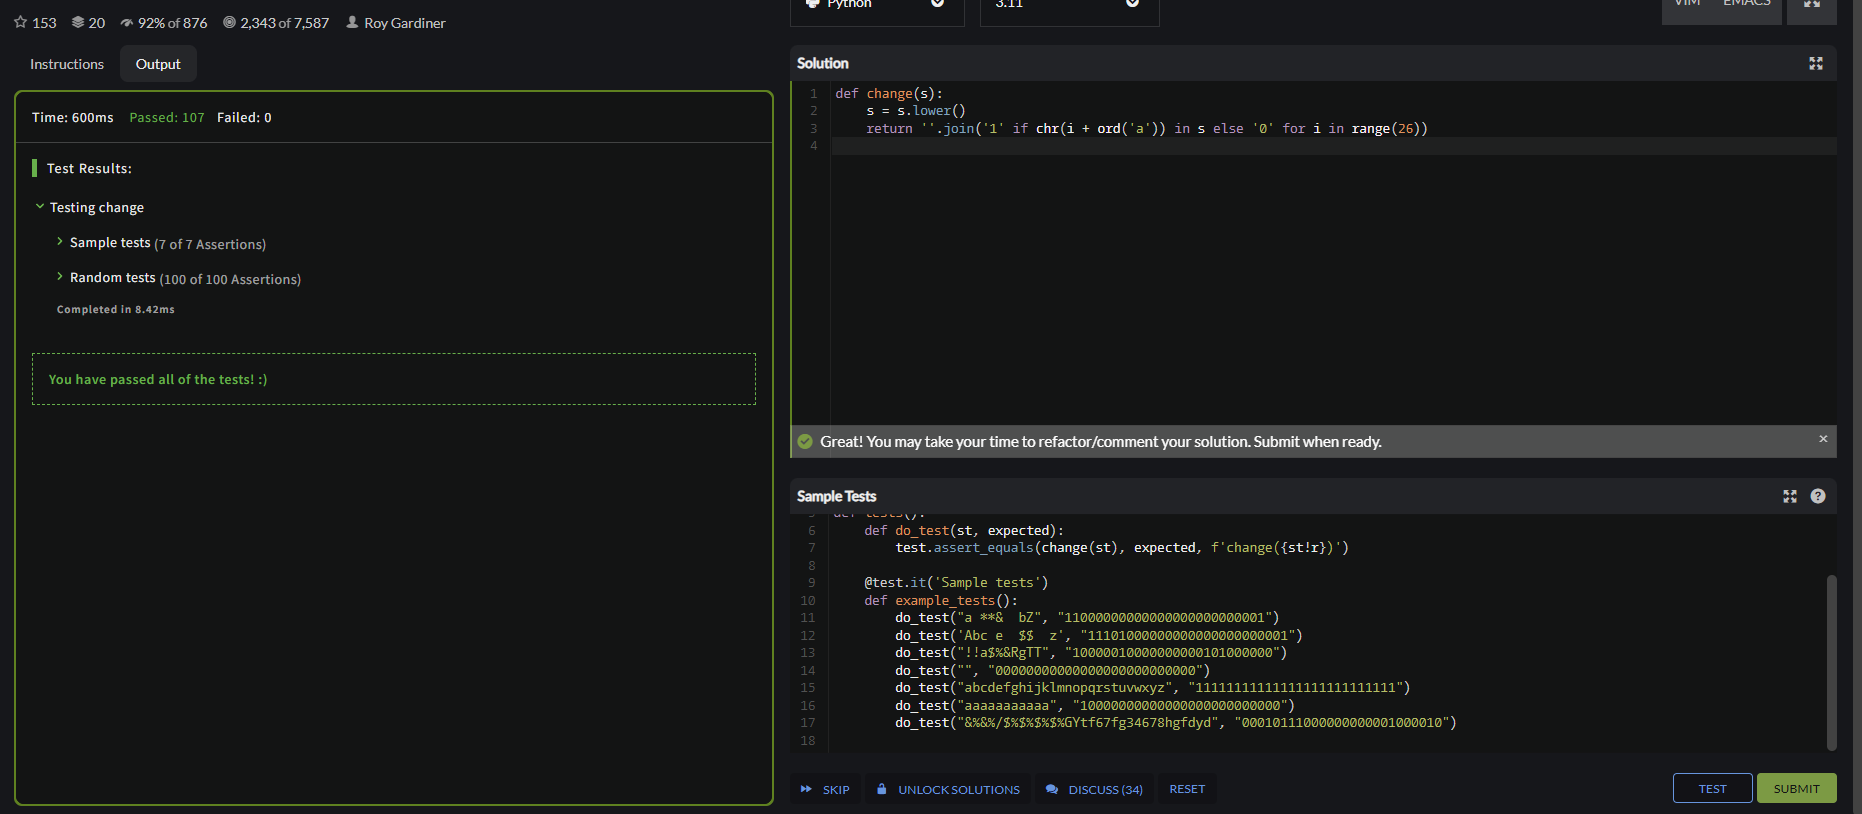 153 20 92% of 876 2,343 of 7,587 Roy Gardiner
Instructions Output
Time: 600ms Passed: 107 Failed: 0
Test Results:
Testing change
Sample tests (7 of 7 Assertions)
Random tests (100 of 100 Assertions)
Completed in 8.42ms
You have passed all of the tests! :)
Python 3.11 VIM EMACS
Solution
1 def change(s):
2 s = s.lower()
3 return ''.join('1' if chr(i + ord('a')) in s else '0' for i in range(26))
4
Great! You may take your time to refactor/comment your solution. Submit when ready. ×
Sample Tests
5 def tests():
6 def do_test(st, expected):
7 test.assert_equals(change(st), expected, f'change({st!r})')
8
9 @test.it('Sample tests')
10 def example_tests():
11 do_test("a **&  bZ", "11000000000000000000000001")
12 do_test('Abc e  $$  z', "11101000000000000000000001")
13 do_test("!!a$%&RgTT", "10000010000000000101000000")
14 do_test("", "00000000000000000000000000")
15 do_test("abcdefghijklmnopqrstuvwxyz", "11111111111111111111111111")
16 do_test("aaaaaaaaaaa", "10000000000000000000000000")
17 do_test("&%&%/$%$%$%$%GYtf67fg34678hgfdyd", "00010111000000000001000010")
18
SKIP UNLOCK SOLUTIONS DISCUSS (34) RESET TEST SUBMIT